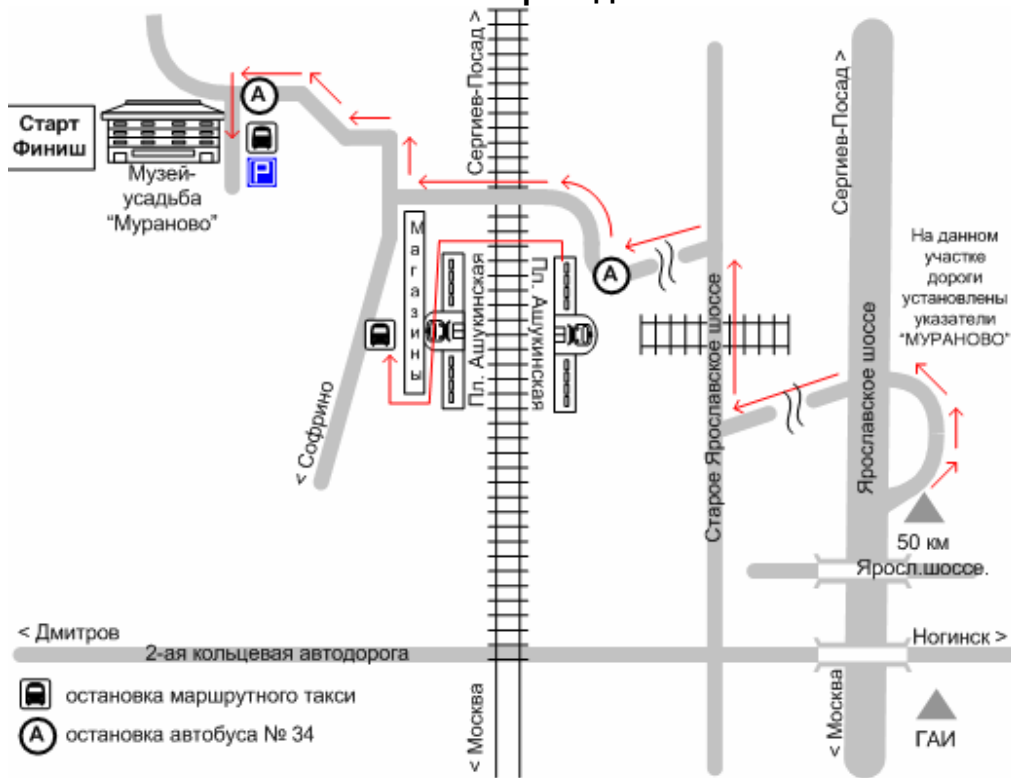 Сергиев-Посад >
Сергиев-Посад >
А
Старт
Финиш
Музей-
усадьба
“Мураново”
P
Магазины
Пл. Ашукинская
Пл. Ашукинская
А
На данном
участке
дороги
установлены
указатели
“МУРАНОВО”
Старое Ярославское шоссе
Ярославское шоссе
< Софрино
50 км
Яросл.шоссе.
< Дмитров
2-ая кольцевая автодорога
Ногинск >
остановка маршрутного такси
А остановка автобуса № 34
< Москва
< Москва
ГАИ